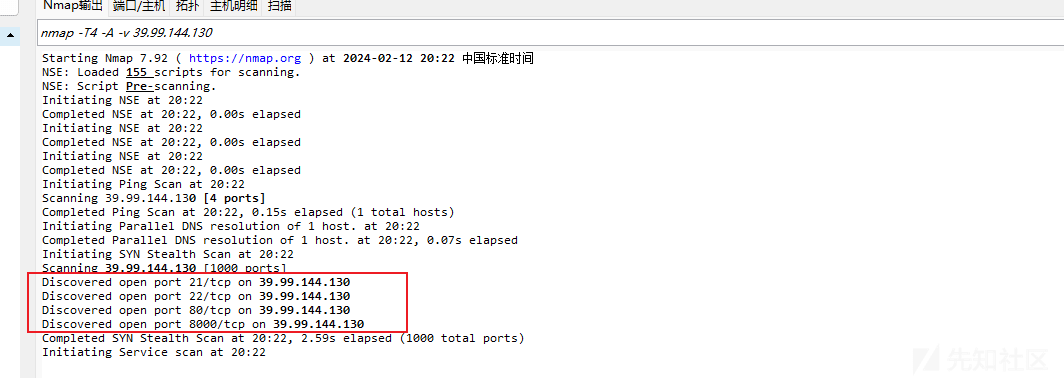 Nmap输出 端口/主机 拓扑 主机明细 扫描
nmap -T4 -A -v 39.99.144.130
Starting Nmap 7.92 ( https://nmap.org ) at 2024-02-12 20:22 中国标准时间
NSE: Loaded 155 scripts for scanning.
NSE: Script Pre-scanning.
Initiating NSE at 20:22
Completed NSE at 20:22, 0.00s elapsed
Initiating NSE at 20:22
Completed NSE at 20:22, 0.00s elapsed
Initiating NSE at 20:22
Completed NSE at 20:22, 0.00s elapsed
Initiating Ping Scan at 20:22
Scanning 39.99.144.130 [4 ports]
Completed Ping Scan at 20:22, 0.15s elapsed (1 total hosts)
Initiating Parallel DNS resolution of 1 host. at 20:22
Completed Parallel DNS resolution of 1 host. at 20:22, 0.07s elapsed
Initiating SYN Stealth Scan at 20:22
Scanning 39.99.144.130 [1000 ports]
Discovered open port 21/tcp on 39.99.144.130
Discovered open port 22/tcp on 39.99.144.130
Discovered open port 80/tcp on 39.99.144.130
Discovered open port 8000/tcp on 39.99.144.130
Completed SYN Stealth Scan at 20:22, 2.59s elapsed (1000 total ports)
Initiating Service scan at 20:22
先知社区